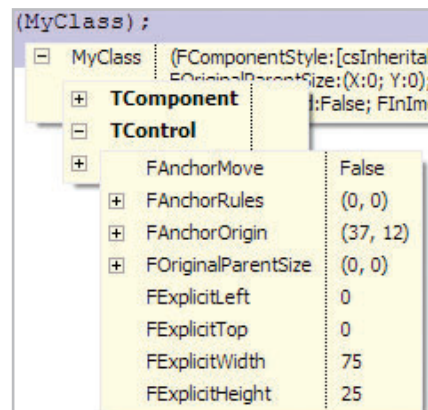 (MyClass);
MyClass (FComponentStyle:[csInherita
FOriginalParentSize:(X:0; Y:0);
TComponent d:False; FInIm
TControl
FAnchorMove False
FAnchorRules (0, 0)
FAnchorOrigin (37, 12)
FOriginalParentSize (0, 0)
FExplicitLeft 0
FExplicitTop 0
FExplicitWidth 75
FExplicitHeight 25